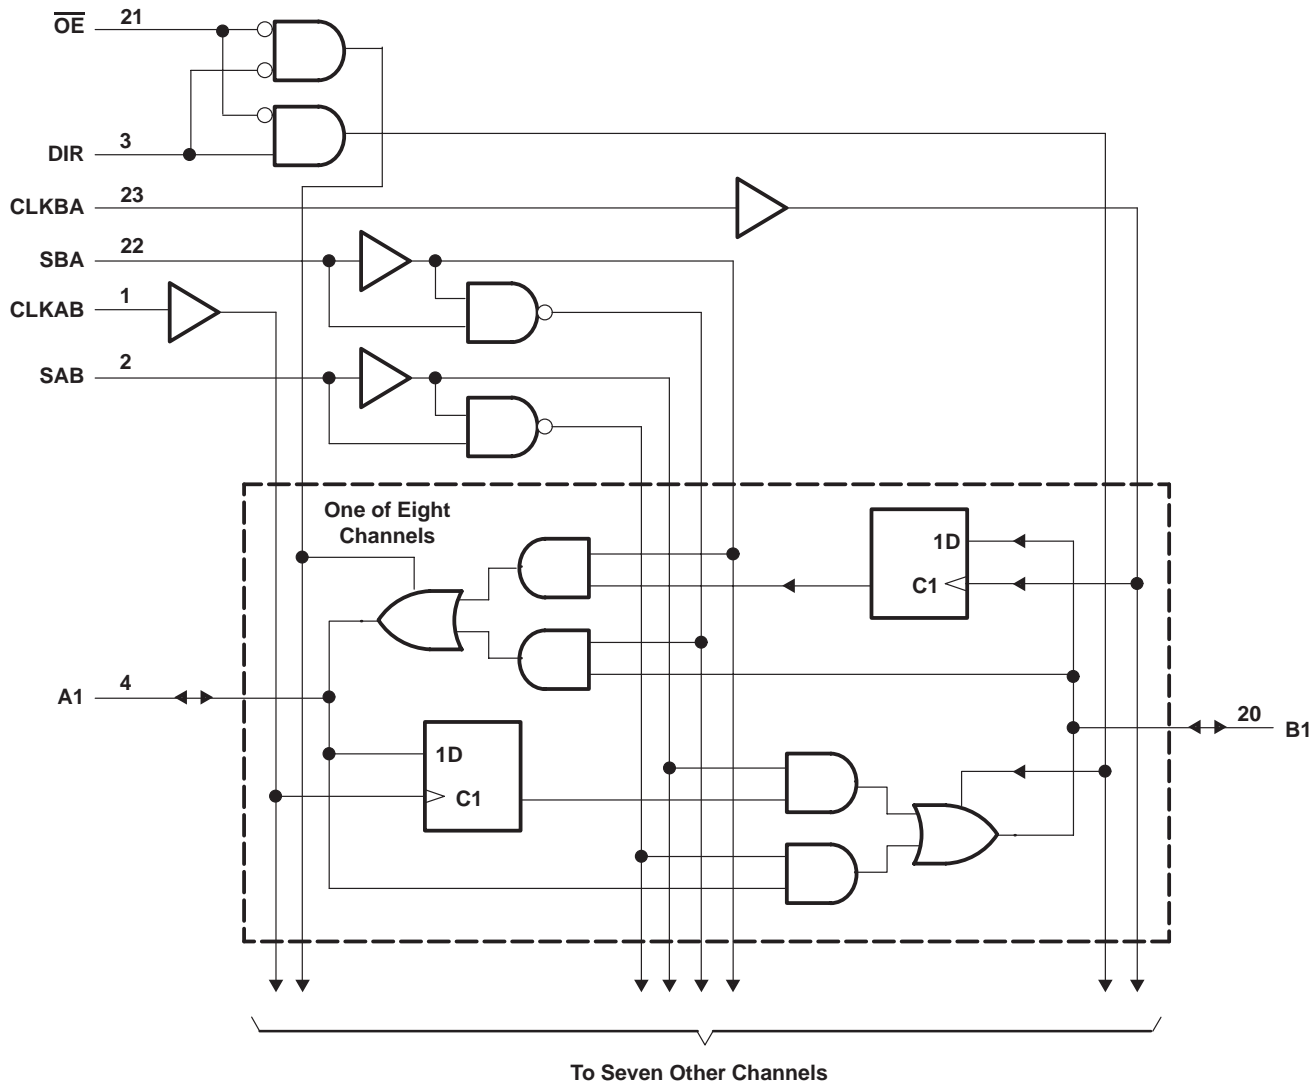 O̅E̅ 21
DIR 3
CLKBA 23
SBA 22
CLKAB 1
SAB 2
One of Eight
Channels
1D
C1
A1 4
20 B1
1D
C1
To Seven Other Channels